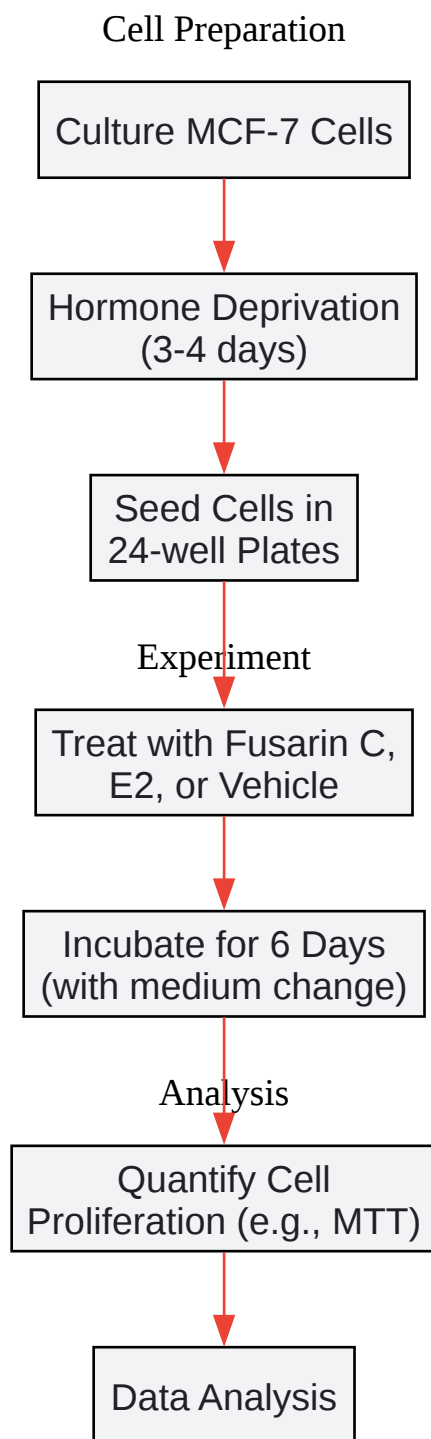 Cell Preparation
Culture MCF-7 Cells
Hormone Deprivation
(3-4 days)
Seed Cells in
24-well Plates
Experiment
Treat with Fusarin C,
E2, or Vehicle
Incubate for 6 Days
(with medium change)
Analysis
Quantify Cell
Proliferation (e.g., MTT)
Data Analysis